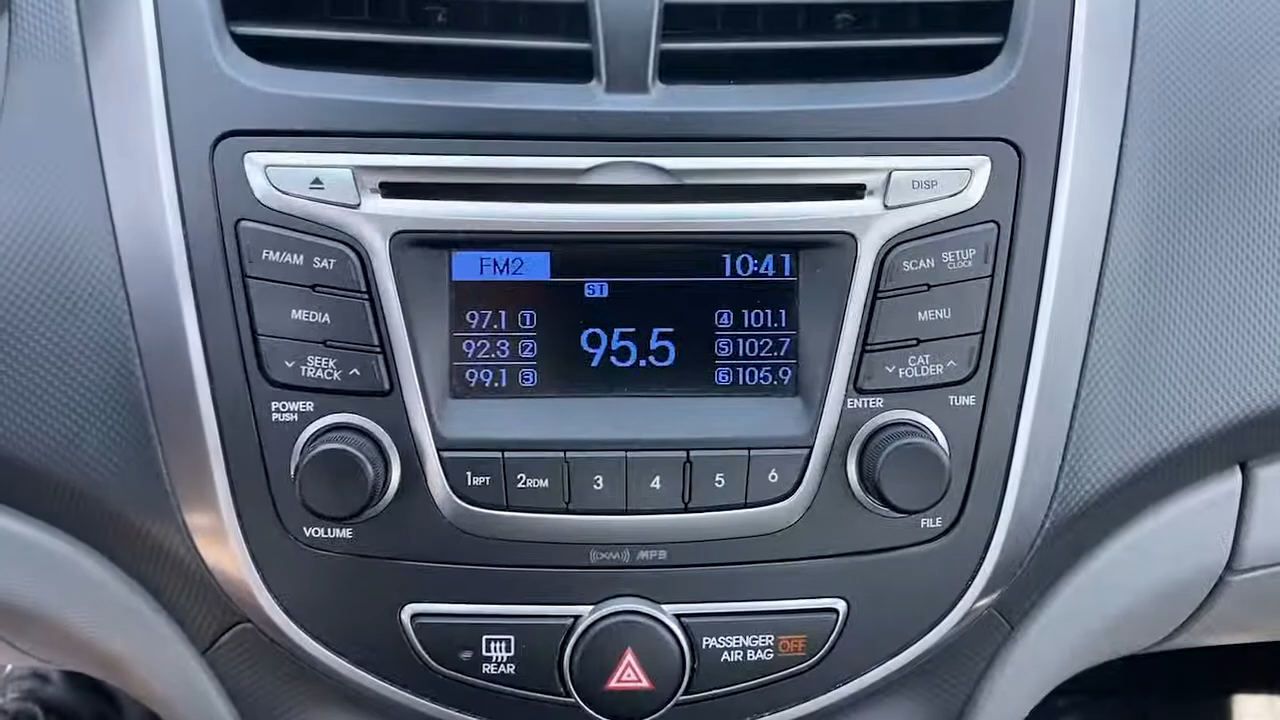 DISP
FM/AM SAT
MEDIA
SEEK
TRACK
POWER
PUSH
VOLUME
FM2
10:41
ST
97.1 1
92.3 2
99.1 3
95.5
4 101.1
5 102.7
6 105.9
SCAN SETUP
CLOCK
MENU
CAT
FOLDER
ENTER
TUNE
FILE
1RPT
2RDM
3
4
5
6
((XM)) MP3
REAR
PASSENGER
AIR BAG OFF